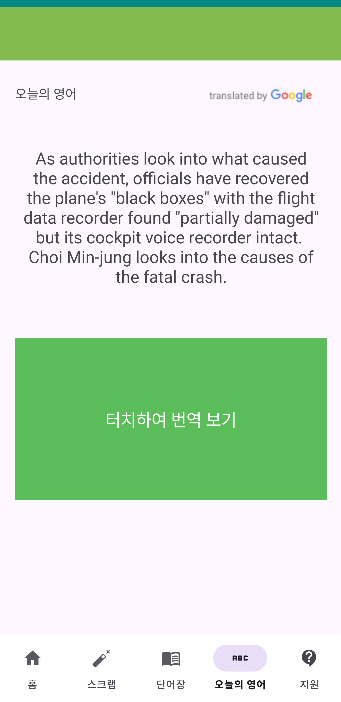 오늘의 영어
translated by Google
As authorities look into what caused
the accident, officials have recovered
the plane's "black boxes" with the flight
data recorder found "partially damaged"
but its cockpit voice recorder intact.
Choi Min-jung looks into the causes of
the fatal crash.
터치하여 번역 보기
ABC
홈
스크랩
단어장
오늘의 영어
지원